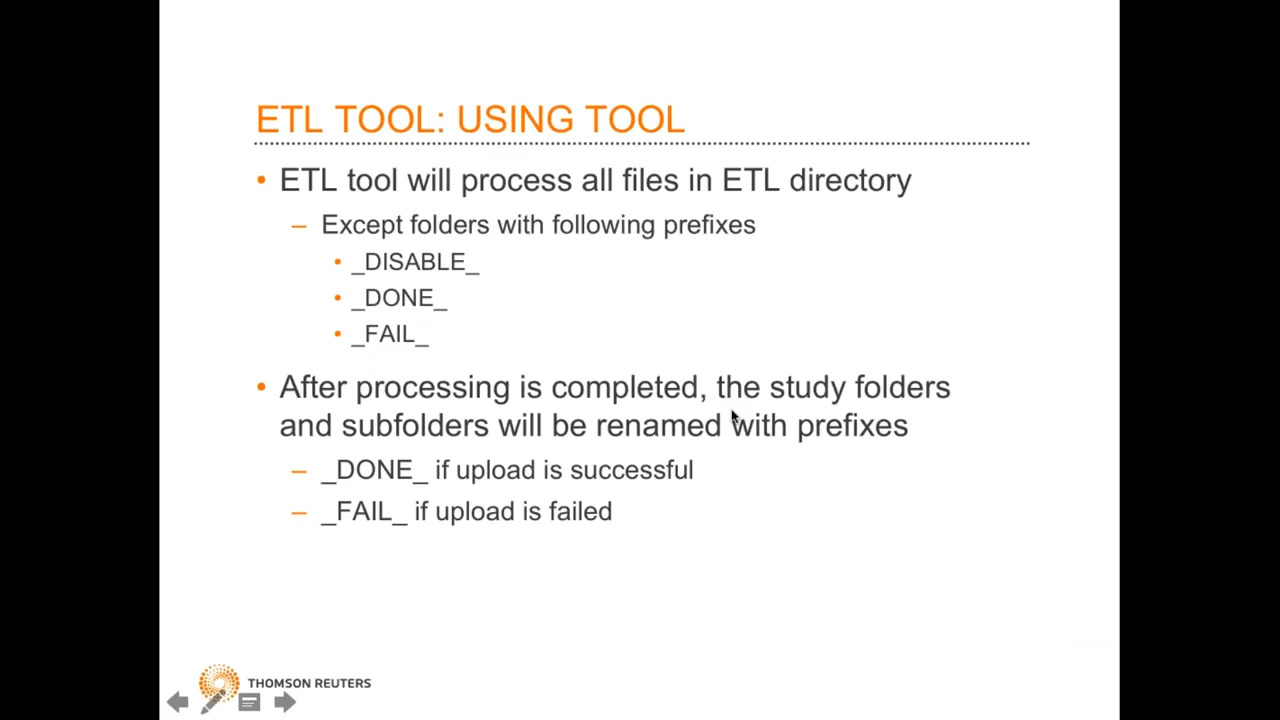 ETL TOOL: USING TOOL
• ETL tool will process all files in ETL directory
– Except folders with following prefixes
• _DISABLE_
• _DONE_
• _FAIL_
• After processing is completed, the study folders
and subfolders will be renamed with prefixes
– _DONE_ if upload is successful
– _FAIL_ if upload is failed
THOMSON REUTERS